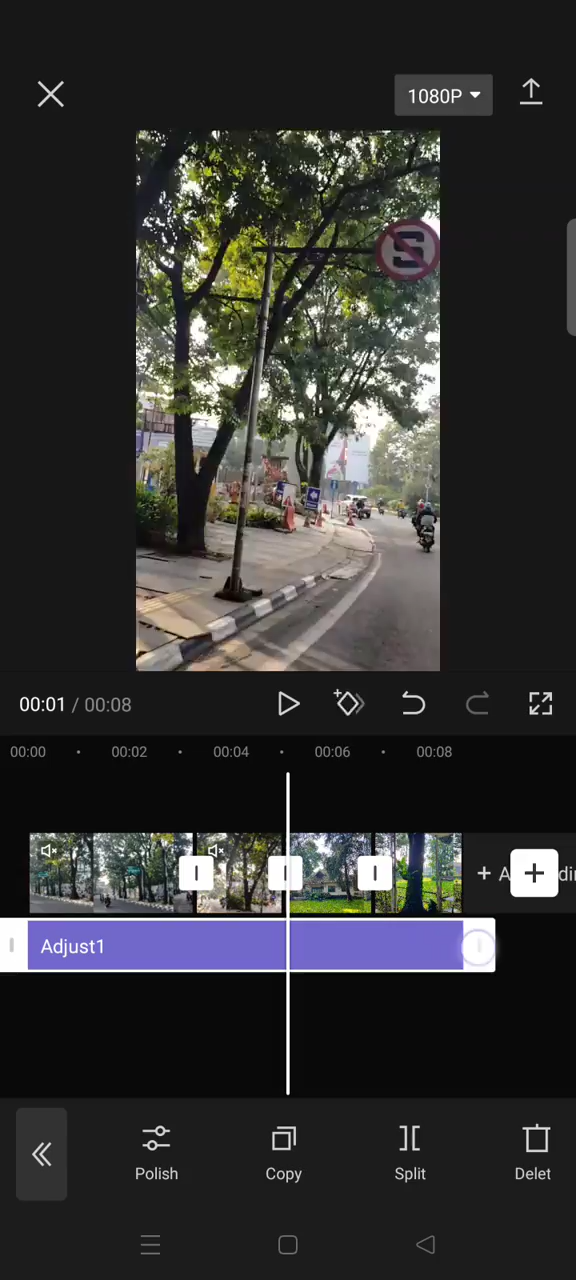 1080P
S
00:01 / 00:08
00:00 • 00:02 • 00:04 • 00:06 • 00:08
+ A
din
Adjust1
Polish
Copy
Split
Delet